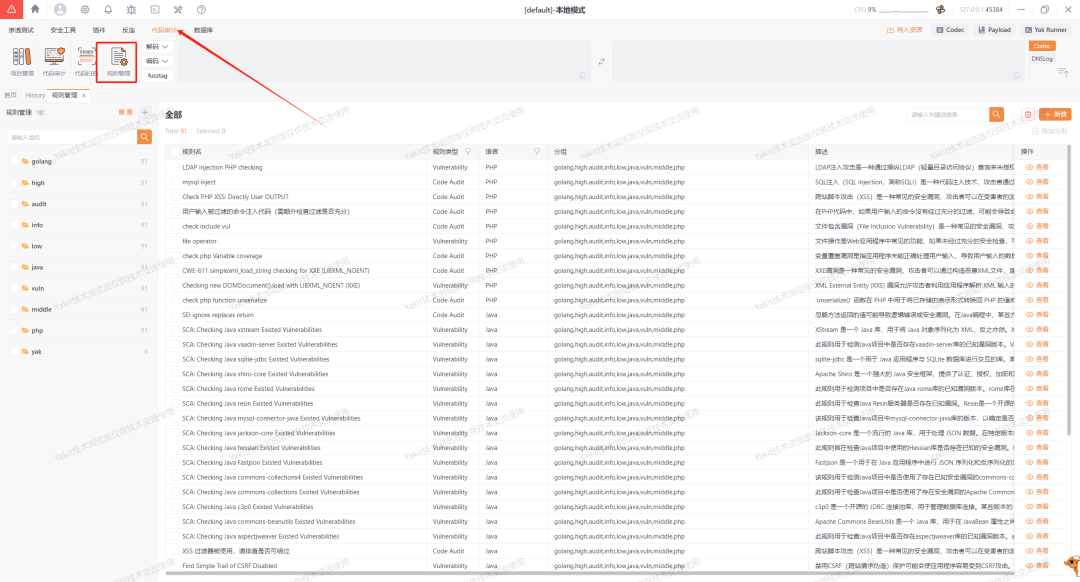 [default]-本地模式
CPU 9%
127.0.0.1:45384
渗透测试 安全工具 插件 反连 代码审计 数据库
导入资源 Codec Payload Yak Runner
项目管理 代码审计 代码扫描 规则管理
解码
编码
fuzztag
Codec
DNSLog
首页 History 规则管理
规则管理 10 重置
全部
请输入关键词搜索 新建
Total 91 Selected 0
添加分组
请输入组名
规则名 规则类型 语言 分组 描述 操作
golang 91
high 91
audit 91
info 91
low 91
java 91
vuln 91
middle 91
php 91
yak 0
LDAP Injection PHP checking Vulnerability PHP golang,high,audit,info,low,java,vuln,middle,php LDAP注入攻击是一种通过操纵LDAP（轻量目录访问协议）查询来未授权 查看
mysql inject Code Audit PHP golang,high,audit,info,low,java,vuln,middle,php SQL注入（SQL Injection，简称SQLI）是一种代码注入技术，攻击者通过 查看
Check PHP XSS: Directly User OUTPUT Code Audit PHP golang,high,audit,info,low,java,vuln,middle,php 跨站脚本攻击（XSS）是一种常见的安全漏洞，攻击者可以在受害者的 查看
用户输入被过滤的命令注入代码（需额外检查过滤是否充分） Code Audit PHP golang,high,audit,info,low,java,vuln,middle,php 在PHP代码中，如果用户输入的命令没有经过充分的过滤，可能会导致 查看
check include vul Code Audit PHP golang,high,audit,info,low,java,vuln,middle,php 文件包含漏洞（File Inclusion Vulnerability）是一种常见的安全漏洞， 查看
file operator Vulnerability PHP golang,high,audit,info,low,java,vuln,middle,php 文件操作是Web应用程序中常见的功能，如果未经过充分的安全检查， 查看
check php Variable coverage Code Audit PHP golang,high,audit,info,low,java,vuln,middle,php 变量覆盖漏洞是指应用程序未能正确处理用户输入，导致用户输入的数据 查看
CWE-611 simplexml_load_string checking for XXE (LIBXML_NOENT) Code Audit PHP golang,high,audit,info,low,java,vuln,middle,php XXE漏洞是一种常见的安全漏洞，攻击者可以通过构造恶意XML文件， 查看
Checking new DOMDocument().load with LIBXML_NOENT (XXE) Vulnerability PHP golang,high,audit,info,low,java,vuln,middle,php XML External Entity (XXE) 漏洞允许攻击者利用应用程序解析 XML 输入的 查看
check php function unserialize Code Audit PHP golang,high,audit,info,low,java,vuln,middle,php 'unserialize()' 函数在 PHP 中用于将已存储的表示形式转换回 PHP 的值 查看
SEI ignore replaces return Code Audit Java golang,high,audit,info,low,java,vuln,middle,php 忽略方法返回的值可能导致逻辑错误或安全漏洞。在Java编程中，某些方 查看
SCA: Checking Java xstream Existed Vulnerabilities Vulnerability Java golang,high,audit,info,low,java,vuln,middle,php XStream 是一个 Java 库，用于将 Java 对象序列化为 XML，反之亦然。 查看
SCA: Checking Java vaadin-server Existed Vulnerabilities Vulnerability Java golang,high,audit,info,low,java,vuln,middle,php 此规则用于检测Java项目中是否存在vaadin-server库的已知漏洞版本。 查看
SCA: Checking Java sqlite-jdbc Existed Vulnerabilities Vulnerability Java golang,high,audit,info,low,java,vuln,middle,php sqlite-jdbc 是一个用于 Java 应用程序与 SQLite 数据库进行交互的库。 查看
SCA: Checking Java shiro-core Existed Vulnerabilities Vulnerability Java golang,high,audit,info,low,java,vuln,middle,php Apache Shiro 是一个强大的 Java 安全框架，提供了认证、授权、加密和 查看
SCA: Checking Java rome Existed Vulnerabilities Vulnerability Java golang,high,audit,info,low,java,vuln,middle,php 此规则用于检测项目中是否存在Java rome库的已知漏洞版本。rome库在 查看
SCA: Checking Java resin Existed Vulnerabilities Vulnerability Java golang,high,audit,info,low,java,vuln,middle,php 此规则用于检查Java Resin服务器是否存在已知漏洞。Resin是一个开源的 查看
SCA: Checking Java mysql-connector-java Existed Vulnerabilities Vulnerability Java golang,high,audit,info,low,java,vuln,middle,php 该规则用于检查Java项目中mysql-connector-java库的版本，以确定是否 查看
SCA: Checking Java jackson-core Existed Vulnerabilities Vulnerability Java golang,high,audit,info,low,java,vuln,middle,php Jackson-core 是一个流行的 Java 库，用于处理 JSON 数据。在特定版本 查看
SCA: Checking Java hessian Existed Vulnerabilities Vulnerability Java golang,high,audit,info,low,java,vuln,middle,php 此规则旨在检查Java项目中使用的Hessian库是否存在已知的安全漏洞。 查看
SCA: Checking Java Fastjson Existed Vulnerabilities Vulnerability Java golang,high,audit,info,low,java,vuln,middle,php Fastjson 是一个用于在 Java 应用程序中进行 JSON 序列化和反序列化的 查看
SCA: Checking Java commons-collections4 Existed Vulnerabilities Vulnerability Java golang,high,audit,info,low,java,vuln,middle,php 该规则用于检测Java项目中是否使用了存在已知安全漏洞的commons-cc 查看
SCA: Checking Java commons-collections Existed Vulnerabilities Vulnerability Java golang,high,audit,info,low,java,vuln,middle,php 此规则用于检测Java项目中是否使用了存在安全漏洞的Apache Common 查看
SCA: Checking Java c3p0 Existed Vulnerabilities Vulnerability Java golang,high,audit,info,low,java,vuln,middle,php c3p0 是一个开源的 JDBC 连接池库，用于管理数据库连接。某些版本的 查看
SCA: Checking Java commons-beanutils Existed Vulnerabilities Vulnerability Java golang,high,audit,info,low,java,vuln,middle,php Apache Commons BeanUtils 是一个 Java 库，用于在 JavaBean 属性之间 查看
SCA: Checking Java aspectjweaver Existed Vulnerabilities Vulnerability Java golang,high,audit,info,low,java,vuln,middle,php 此规则用于检测Java项目中是否存在aspectjweaver库的已知漏洞版本。 查看
XSS 过滤器被使用，请排查是否可绕过 Code Audit Java golang,high,audit,info,low,java,vuln,middle,php 跨站脚本攻击（XSS）是一种常见的安全漏洞，攻击者可以在受害者的 查看
Find Simple Trail of CSRF Disabled Vulnerability Java golang,high,audit,info,low,java,vuln,middle,php 禁用CSRF（跨站请求伪造）保护可能会使应用程序容易受到CSRF攻击。 查看
Yakit技术浏览版仅供技术交流使用